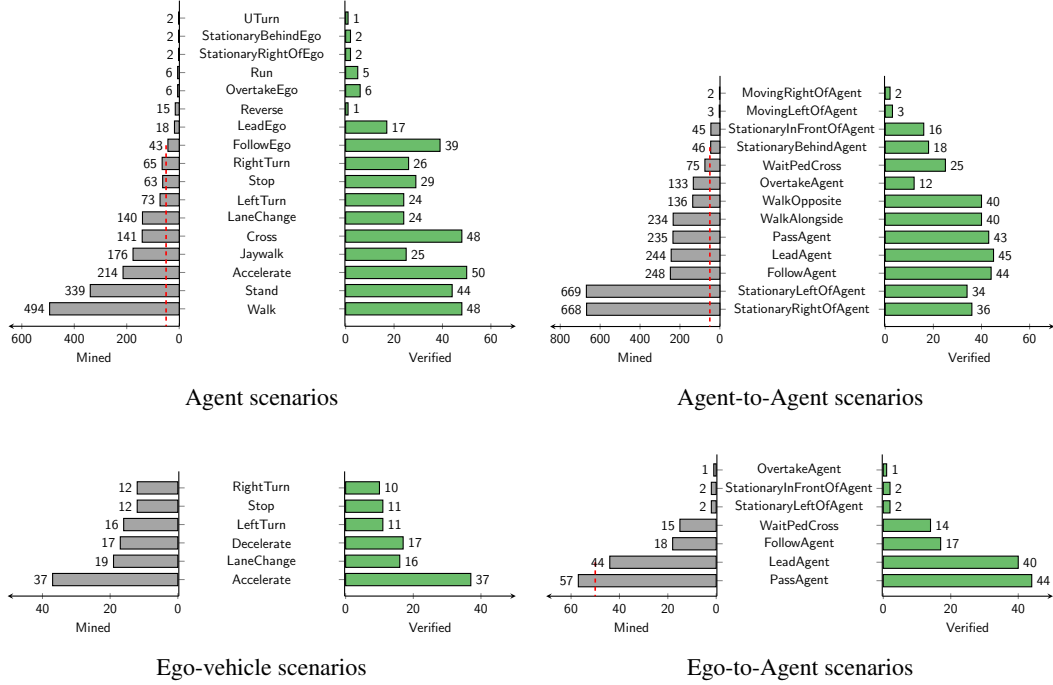 2 UTurn 1
2 StationaryBehindEgo 2
2 StationaryRightOfEgo 2
6 Run 5
6 OvertakeEgo 6
15 Reverse 1
18 LeadEgo 17
43 FollowEgo 39
65 RightTurn 26
63 Stop 29
73 LeftTurn 24
140 LaneChange 24
141 Cross 48
176 Jaywalk 25
214 Accelerate 50
339 Stand 44
494 Walk 48
600 400 200 0 0 20 40 60
Mined Verified
Agent scenarios
2 MovingRightOfAgent 2
3 MovingLeftOfAgent 3
45 StationaryInFrontOfAgent 16
46 StationaryBehindAgent 18
75 WaitPedCross 25
133 OvertakeAgent 12
136 WalkOpposite 40
234 WalkAlongside 40
235 PassAgent 43
244 LeadAgent 45
248 FollowAgent 44
669 StationaryLeftOfAgent 34
668 StationaryRightOfAgent 36
800 600 400 200 0 0 20 40 60
Mined Verified
Agent-to-Agent scenarios
12 RightTurn 10
12 Stop 11
16 LeftTurn 11
17 Decelerate 17
19 LaneChange 16
37 Accelerate 37
40 20 0 0 20 40
Mined Verified
Ego-vehicle scenarios
1 OvertakeAgent 1
2 StationaryInFrontOfAgent 2
2 StationaryLeftOfAgent 2
15 WaitPedCross 14
18 FollowAgent 17
44 LeadAgent 40
57 PassAgent 44
60 40 20 0 0 20 40
Mined Verified
Ego-to-Agent scenarios